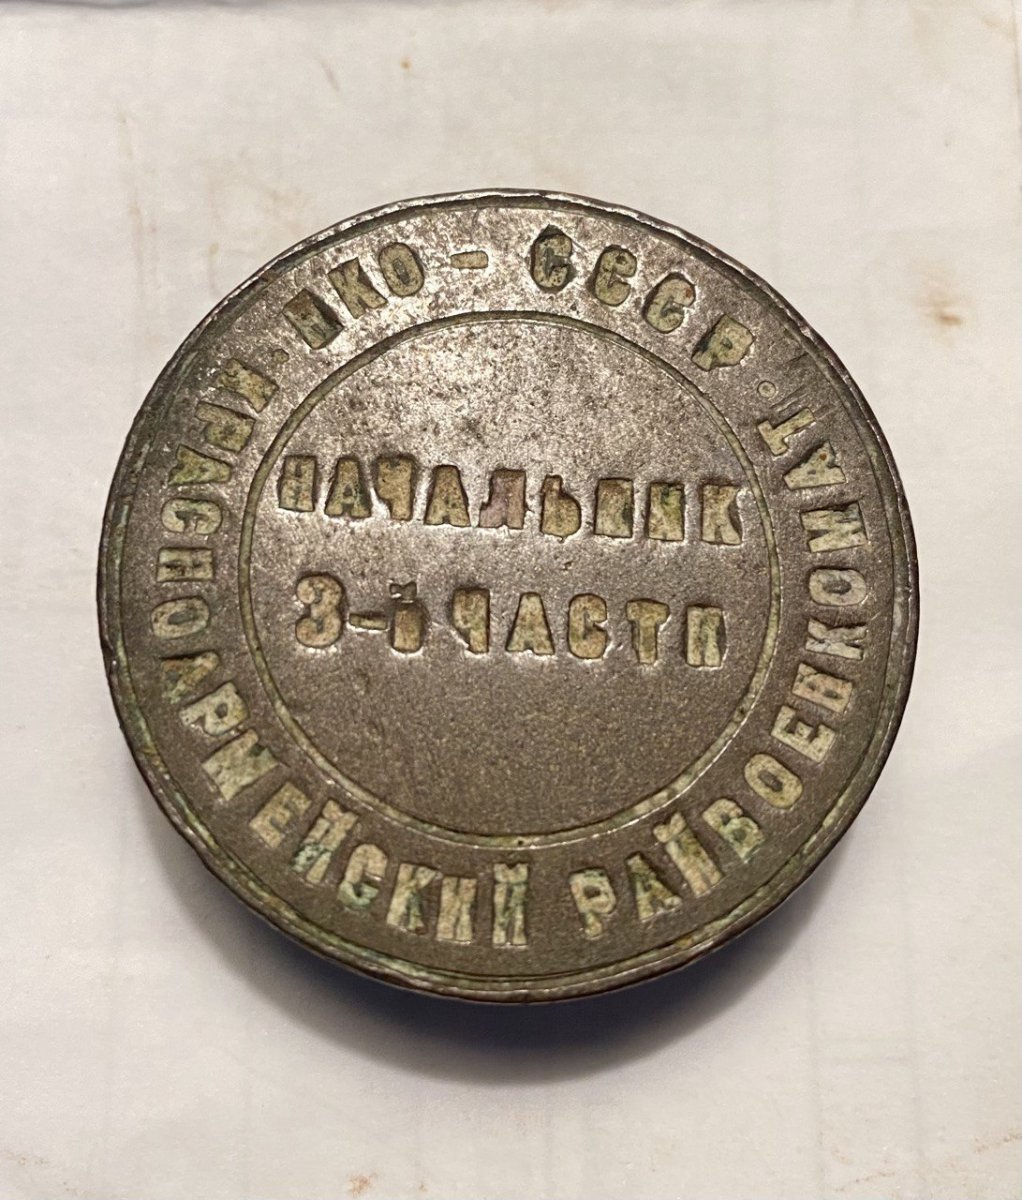 НКО - СССР.
КРАСНОАРМЕЙСКИЙ РАЙВОЕНКОМАТ.
НАЧАЛЬНИК
3-й ЧАСТИ